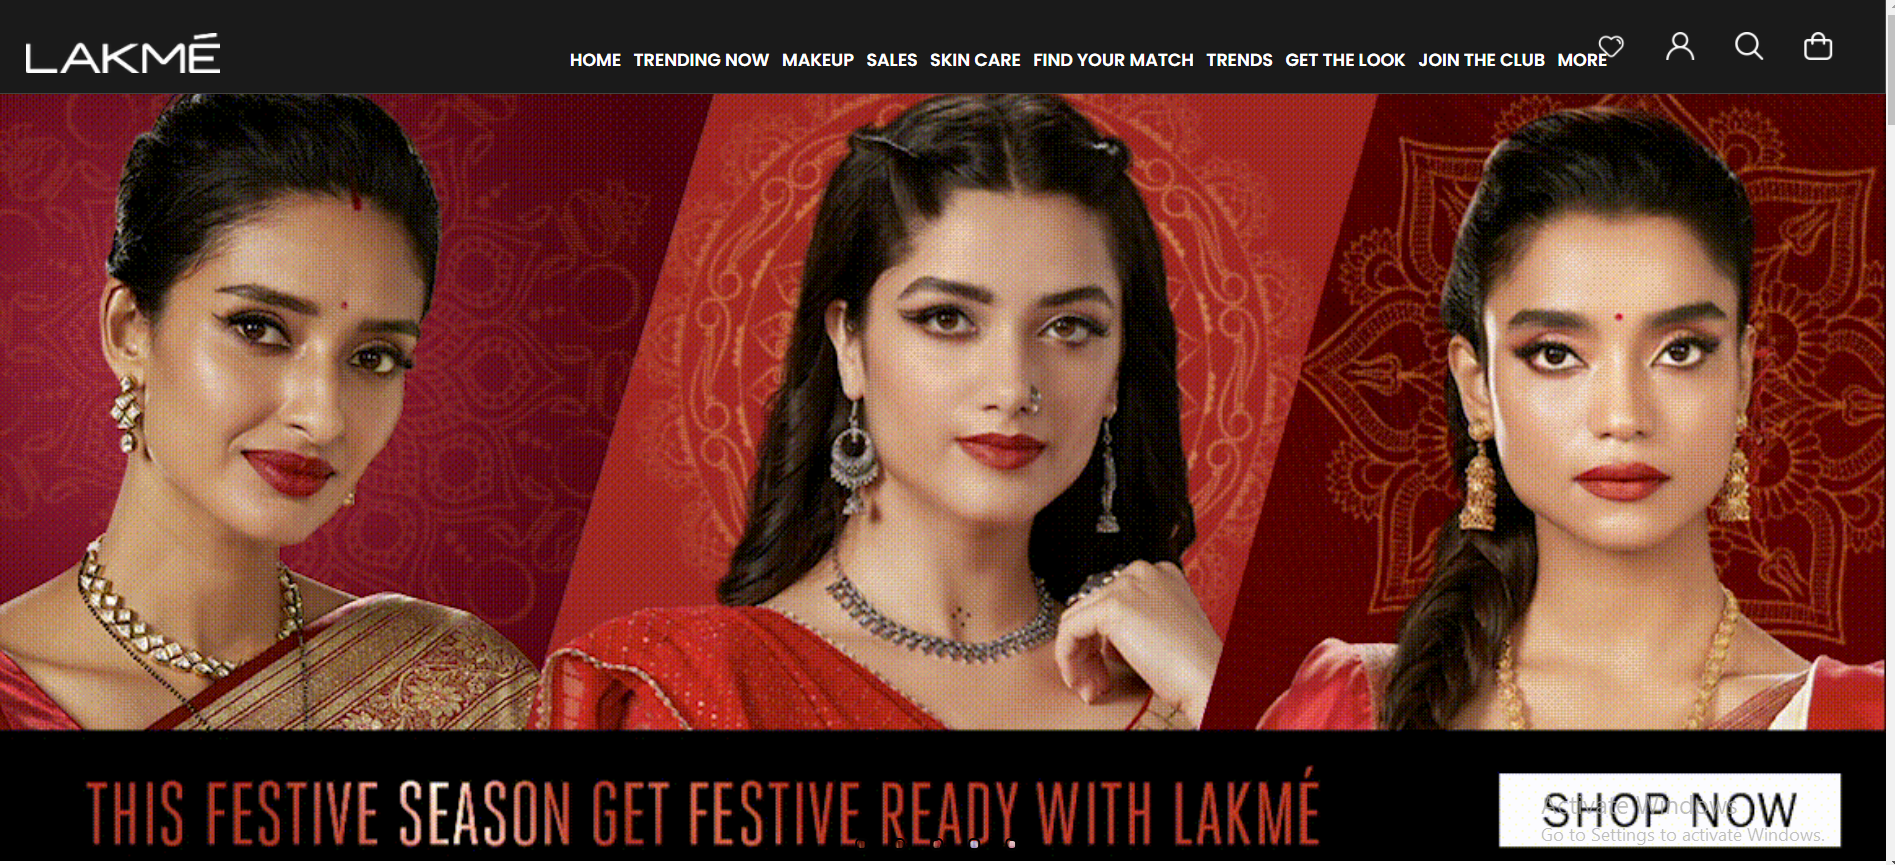 LAKMÉ
HOME TRENDING NOW MAKEUP SALES SKIN CARE FIND YOUR MATCH TRENDS GET THE LOOK JOIN THE CLUB MORE
THIS FESTIVE SEASON GET FESTIVE READY WITH LAKMÉ
SHOP NOW
Activate Windows
Go to Settings to activate Windows.